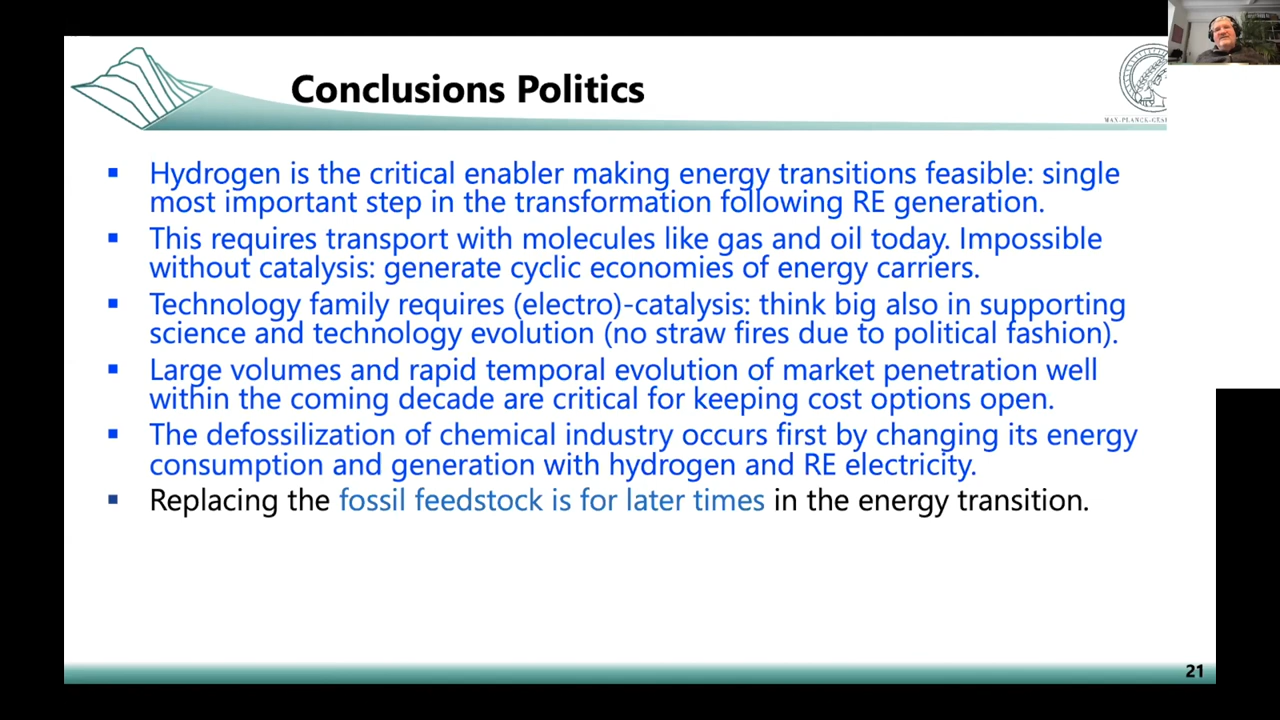 Conclusions Politics
MAX-PLANCK-GES
Hydrogen is the critical enabler making energy transitions feasible: single
most important step in the transformation following RE generation.
This requires transport with molecules like gas and oil today. Impossible
without catalysis: generate cyclic economies of energy carriers.
Technology family requires (electro)-catalysis: think big also in supporting
science and technology evolution (no straw fires due to political fashion).
Large volumes and rapid temporal evolution of market penetration well
within the coming decade are critical for keeping cost options open.
The defossilization of chemical industry occurs first by changing its energy
consumption and generation with hydrogen and RE electricity.
Replacing the fossil feedstock is for later times in the energy transition.
21